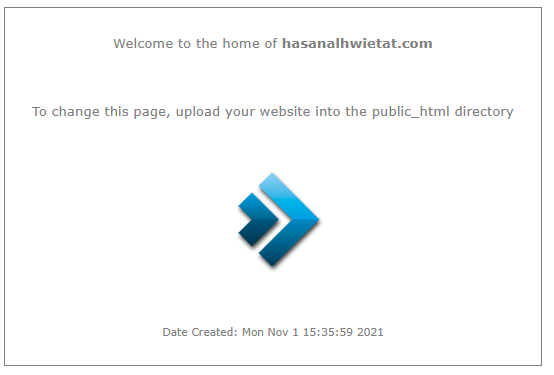 Welcome to the home of hasanalhwietat.com
To change this page, upload your website into the public_html directory
Date Created: Mon Nov 1 15:35:59 2021